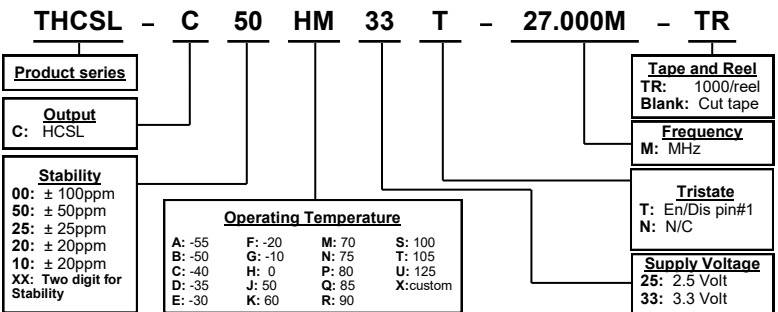 THCSL – C 50 HM 33 T – 27.000M – TR
Product series
Output
C: HCSL
Stability
00: ± 100ppm
50: ± 50ppm
25: ± 25ppm
20: ± 20ppm
10: ± 20ppm
XX: Two digit for
Stability
Operating Temperature
A: -55 F: -20 M: 70 S: 100
B: -50 G: -10 N: 75 T: 105
C: -40 H: 0 P: 80 U: 125
D: -35 J: 50 Q: 85 X:custom
E: -30 K: 60 R: 90
Tape and Reel
TR: 1000/reel
Blank: Cut tape
Frequency
M: MHz
Tristate
T: En/Dis pin#1
N: N/C
Supply Voltage
25: 2.5 Volt
33: 3.3 Volt